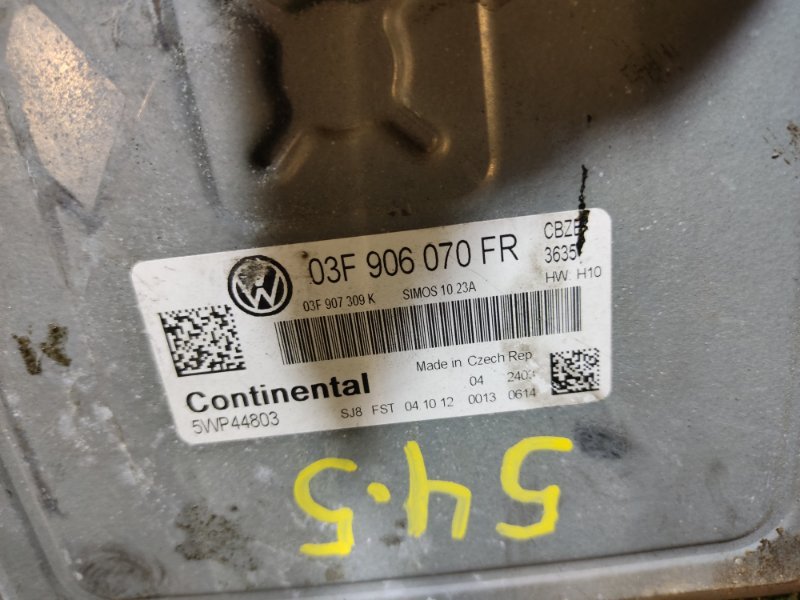 03F 906 070 FR
CBZB
3635
HW: H10
03F 907 309 K SIMOS 10 23A
Made in Czech Rep
04 2403
Continental
5WP44803
SJ8 FST 04 10 12 0013 0614
54.5